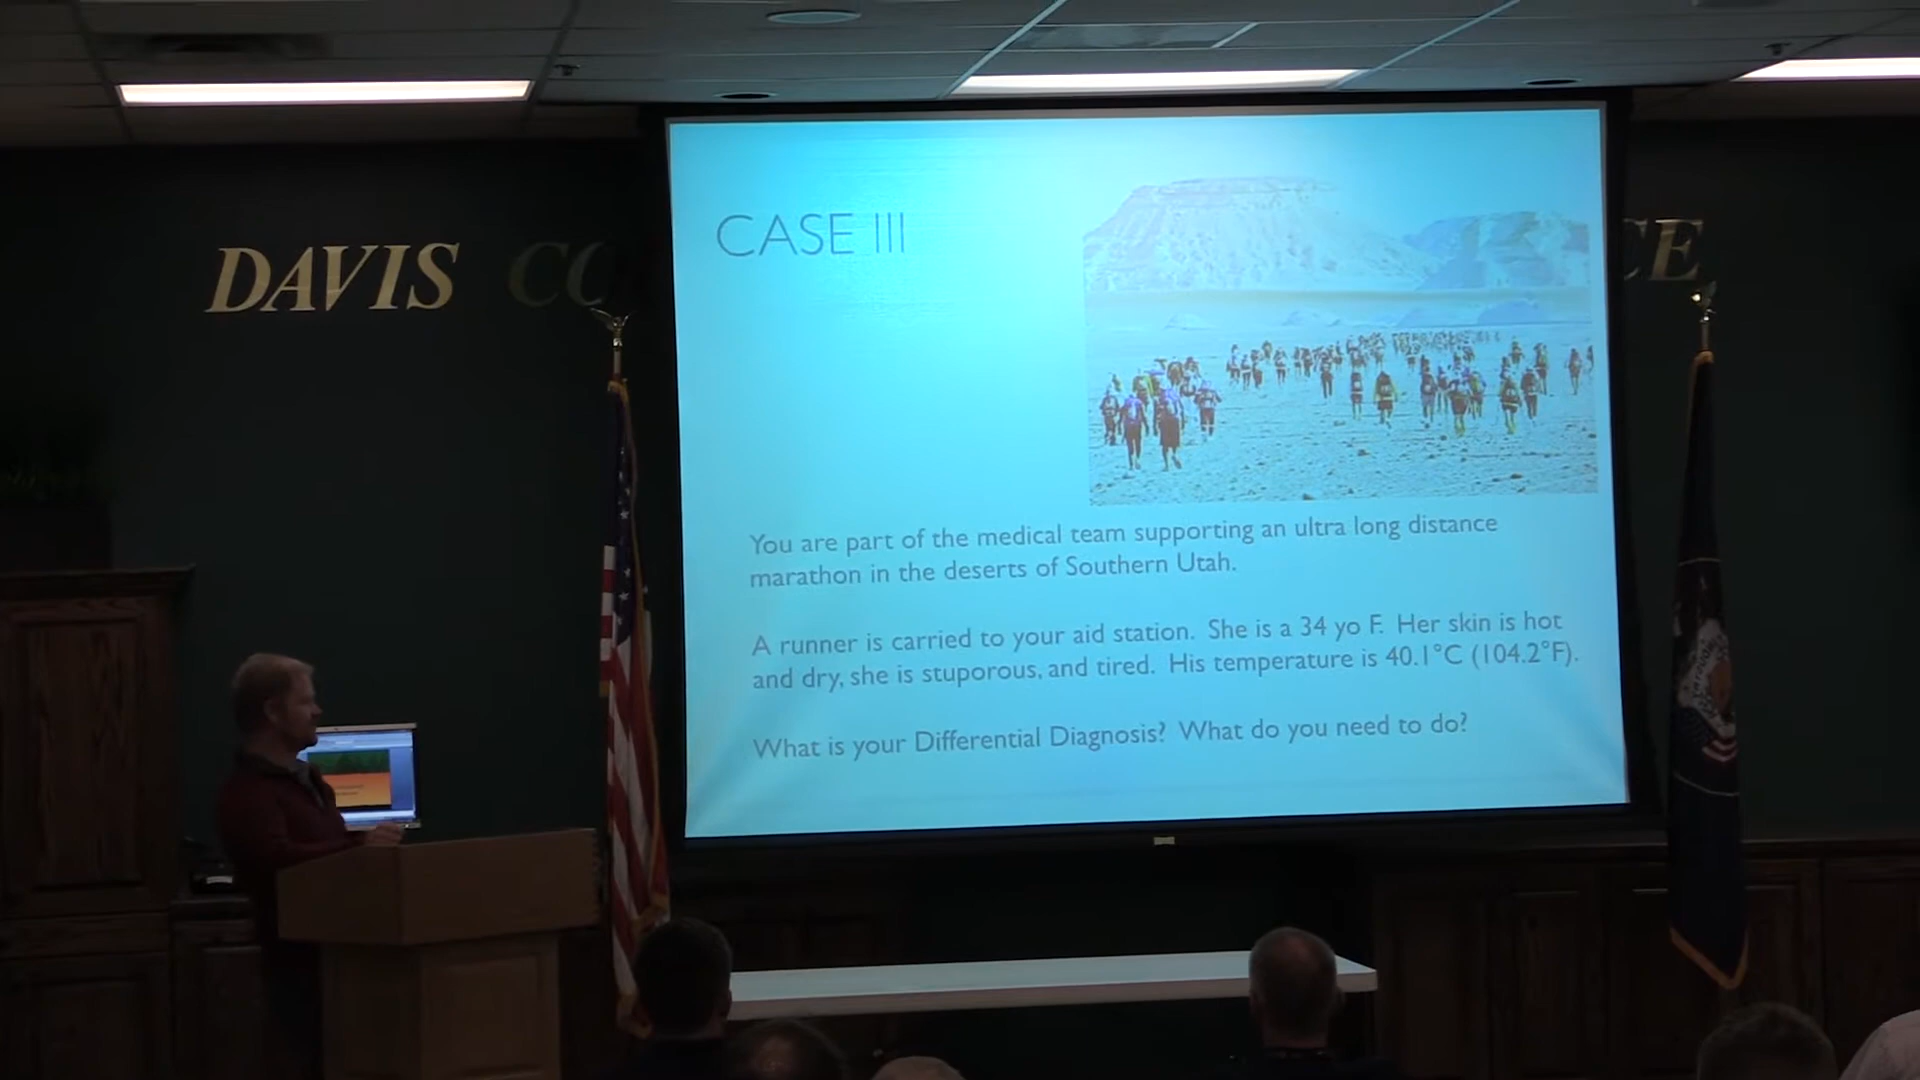 DAVIS CO
CE
CASE III
You are part of the medical team supporting an ultra long distance
marathon in the deserts of Southern Utah.
A runner is carried to your aid station. She is a 34 yo F. Her skin is hot
and dry, she is stuporous, and tired. His temperature is 40.1°C (104.2°F).
What is your Differential Diagnosis? What do you need to do?